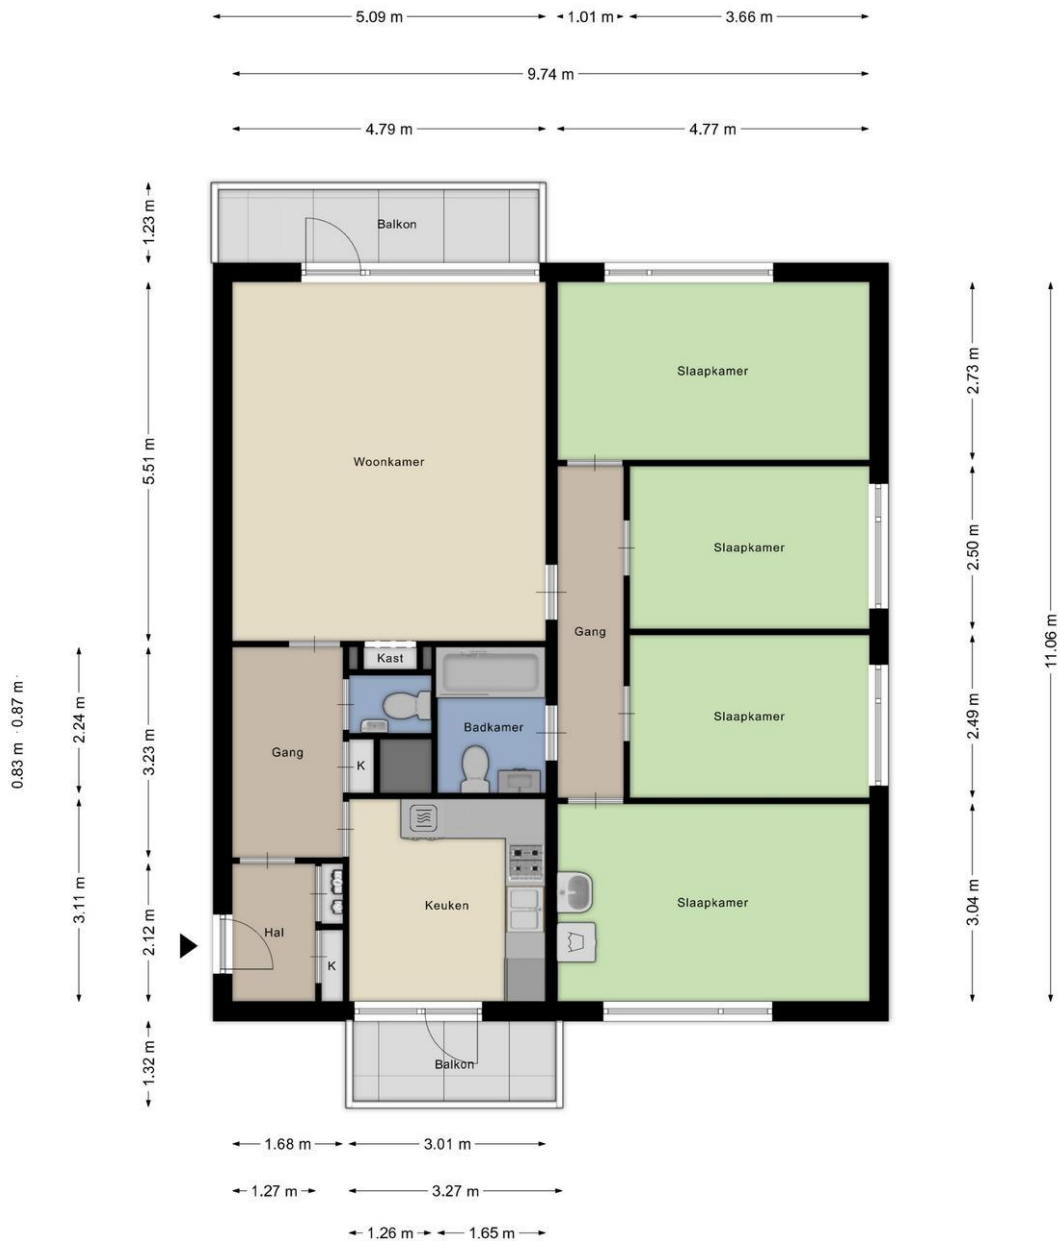 5.09 m
1.01 m
3.66 m
9.74 m
4.79 m
4.77 m
1.23 m
Balkon
5.51 m
Woonkamer
Slaapkamer
2.73 m
Slaapkamer
2.50 m
Gang
11.06 m
Kast
0.83 m
0.87 m
2.24 m
3.23 m
Gang
Badkamer
K
Slaapkamer
2.49 m
3.11 m
2.12 m
Hal
K
Keuken
Slaapkamer
3.04 m
1.32 m
Balkon
1.68 m
3.01 m
1.27 m
3.27 m
1.26 m
1.65 m